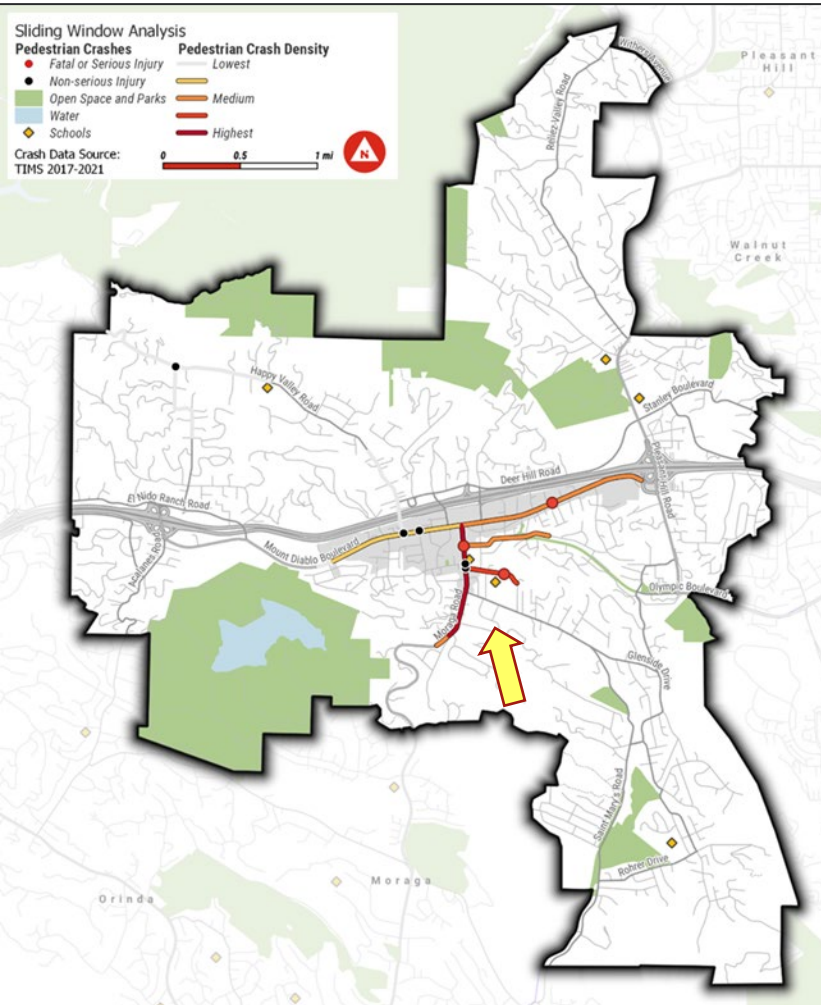 Sliding Window Analysis
Pedestrian Crashes
Fatal or Serious Injury
Non-serious Injury
Open Space and Parks
Water
Schools
Pedestrian Crash Density
Lowest
Medium
Highest
Crash Data Source:
TIMS 2017-2021
0 0.5 1 mi
N
Withers Avenue
Pleasant
Hill
Reliez Valley Road
Walnut
Creek
Happy Valley Road
Stanley Boulevard
Deer Hill Road
Pleasant Hill Road
El Nido Ranch Road
Mount Diablo Boulevard
Acalanes Road
Olympic Boulevard
Moraga Road
Glenside Drive
Saint Mary's Road
Rohrer Drive
Moraga
Orinda